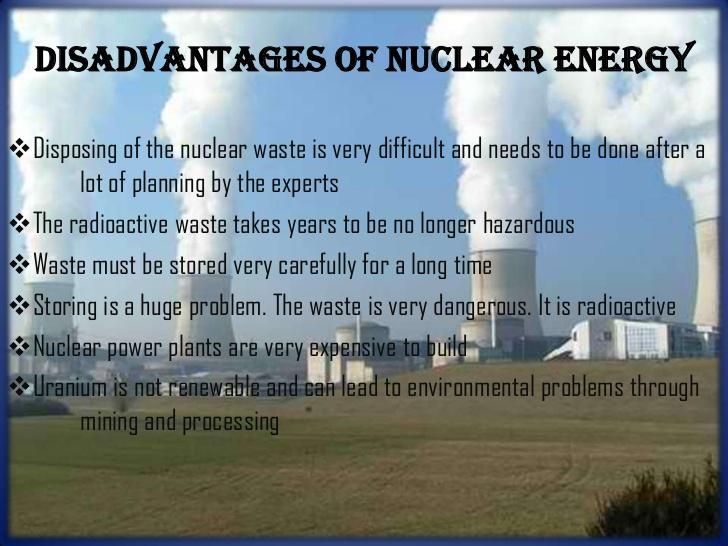 DISADVANTAGES OF NUCLEAR ENERGY
❖Disposing of the nuclear waste is very difficult and needs to be done after a
lot of planning by the experts
❖The radioactive waste takes years to be no longer hazardous
❖Waste must be stored very carefully for a long time
❖Storing is a huge problem. The waste is very dangerous. It is radioactive
❖Nuclear power plants are very expensive to build
❖Uranium is not renewable and can lead to environmental problems through
mining and processing